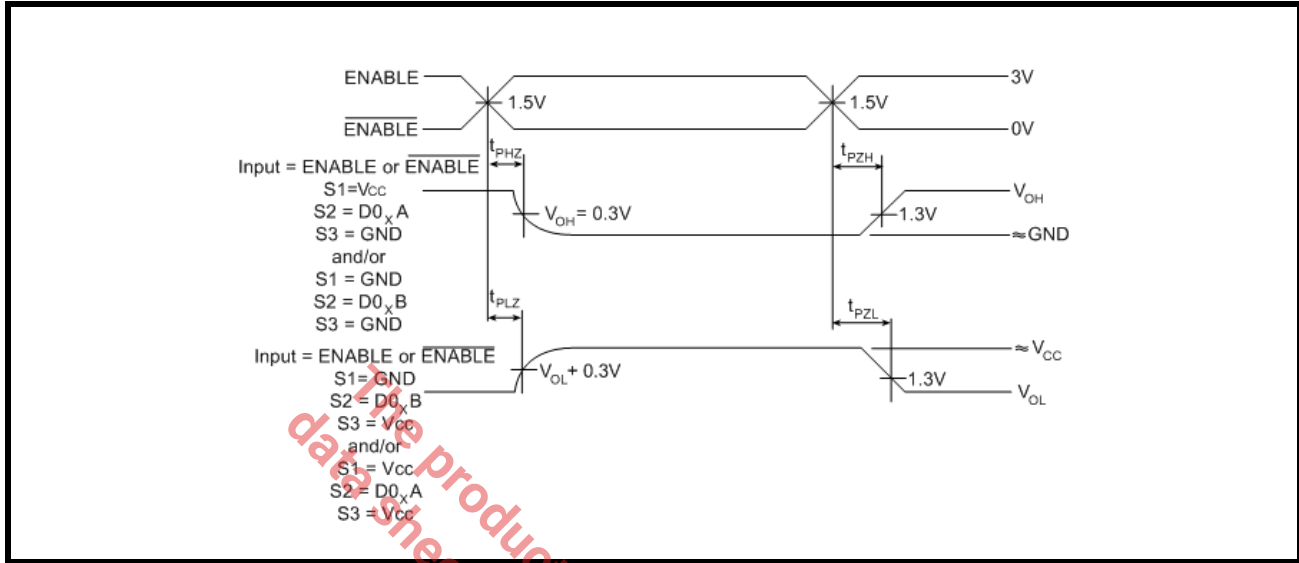 ENABLE
3V
1.5V
1.5V
ENABLE
0V
tPHZ
tPZH
Input = ENABLE or ENABLE
S1=Vcc
VOH
S2 = D0XA
VOH = 0.3V
1.3V
S3 = GND
≈GND
and/or
S1 = GND
S2 = D0XB
tPLZ
tPZL
S3 = GND
Input = ENABLE or ENABLE
≈ VCC
S1= GND
VOL+ 0.3V
1.3V
S2 = D0XB
VOL
S3 = Vcc
and/or
S1 = Vcc
S2 = D0XA
S3 = Vcc
The produc
data shee